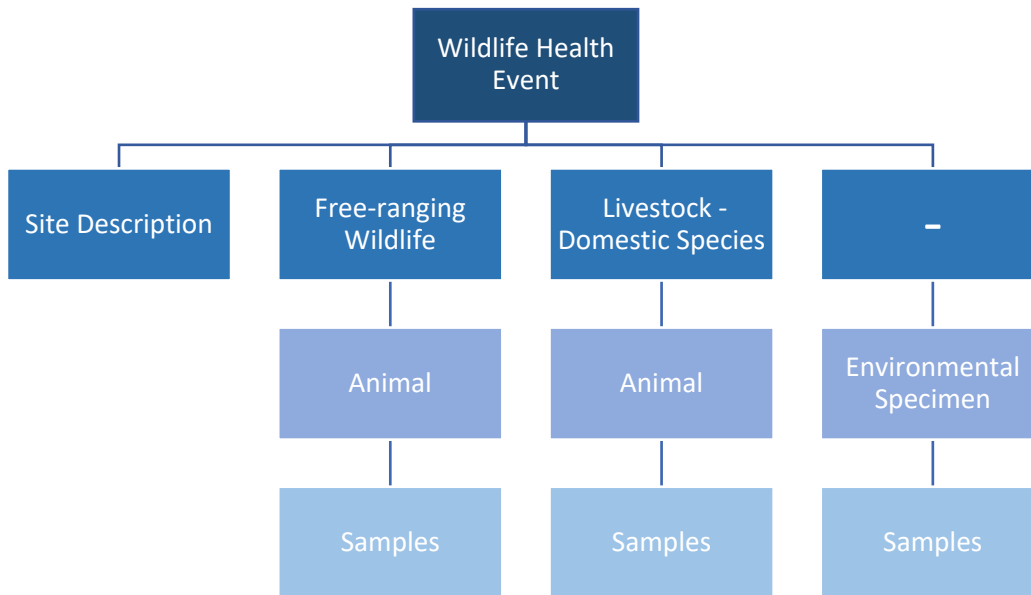 Wildlife Health
Event
Site Description
Free-ranging
Wildlife
Livestock -
Domestic Species
–
Animal
Animal
Environmental
Specimen
Samples
Samples
Samples